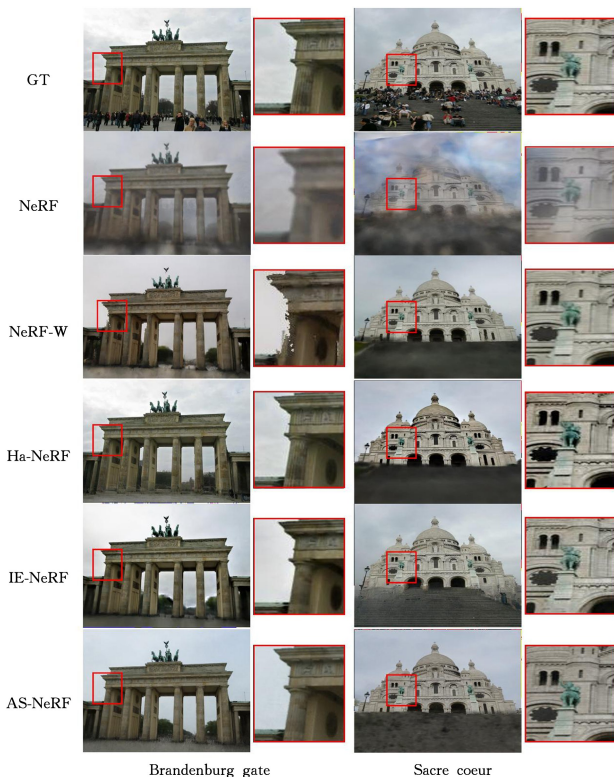 GT
NeRF
NeRF-W
Ha-NeRF
IE-NeRF
AS-NeRF
Brandenburg gate
Sacre coeur